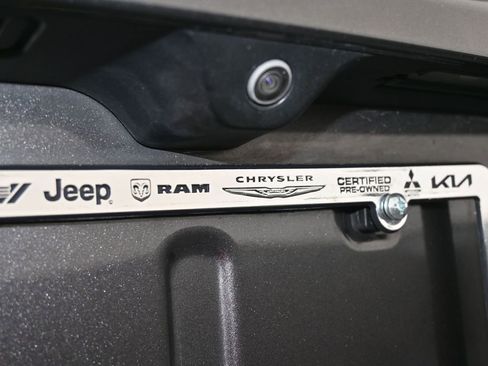 Jeep
RAM
CHRYSLER
CERTIFIED
PRE-OWNED
KIA